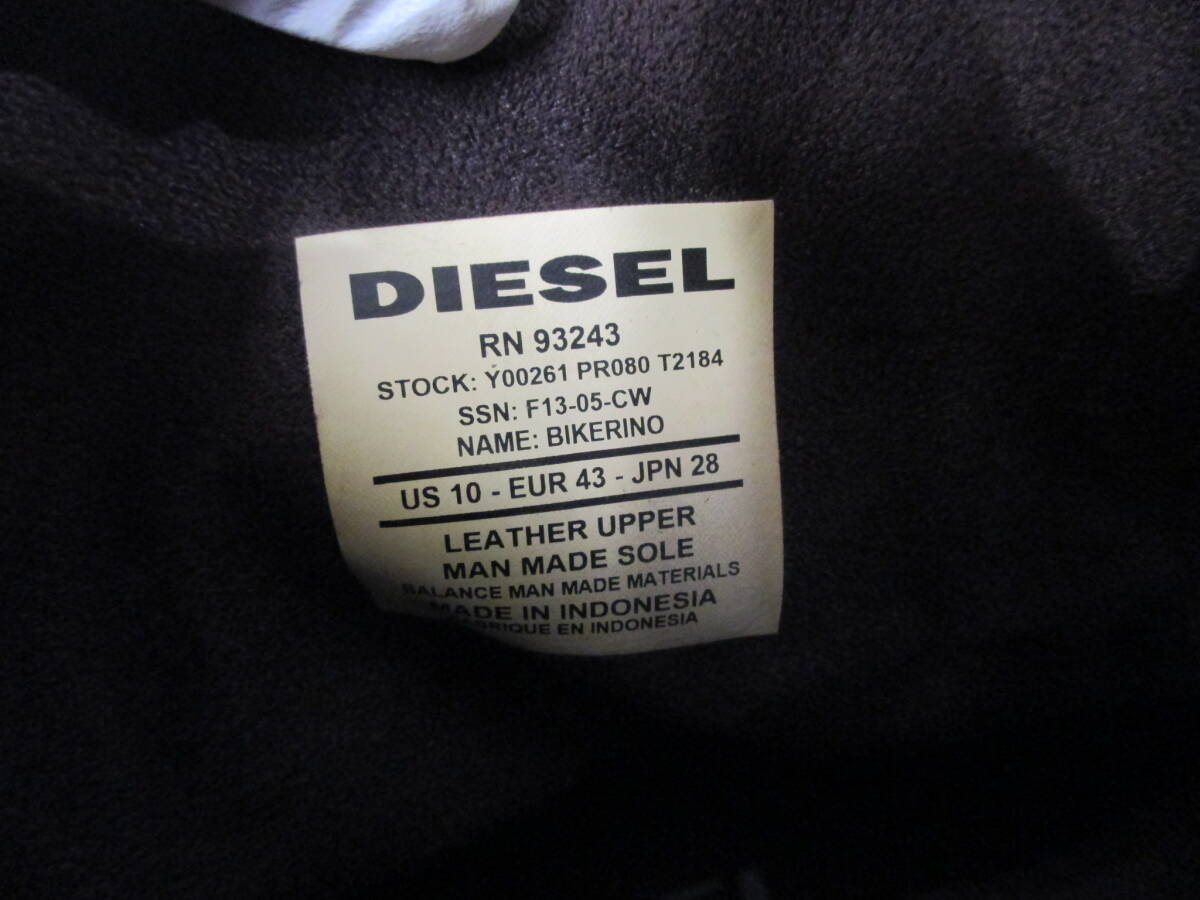 DIESEL
RN 93243
STOCK: Y00261 PR080 T2184
SSN: F13-05-CW
NAME: BIKERINO
US 10 - EUR 43 - JPN 28
LEATHER UPPER
MAN MADE SOLE
BALANCE MAN MADE MATERIALS
MADE IN INDONESIA
EN INDONESIA